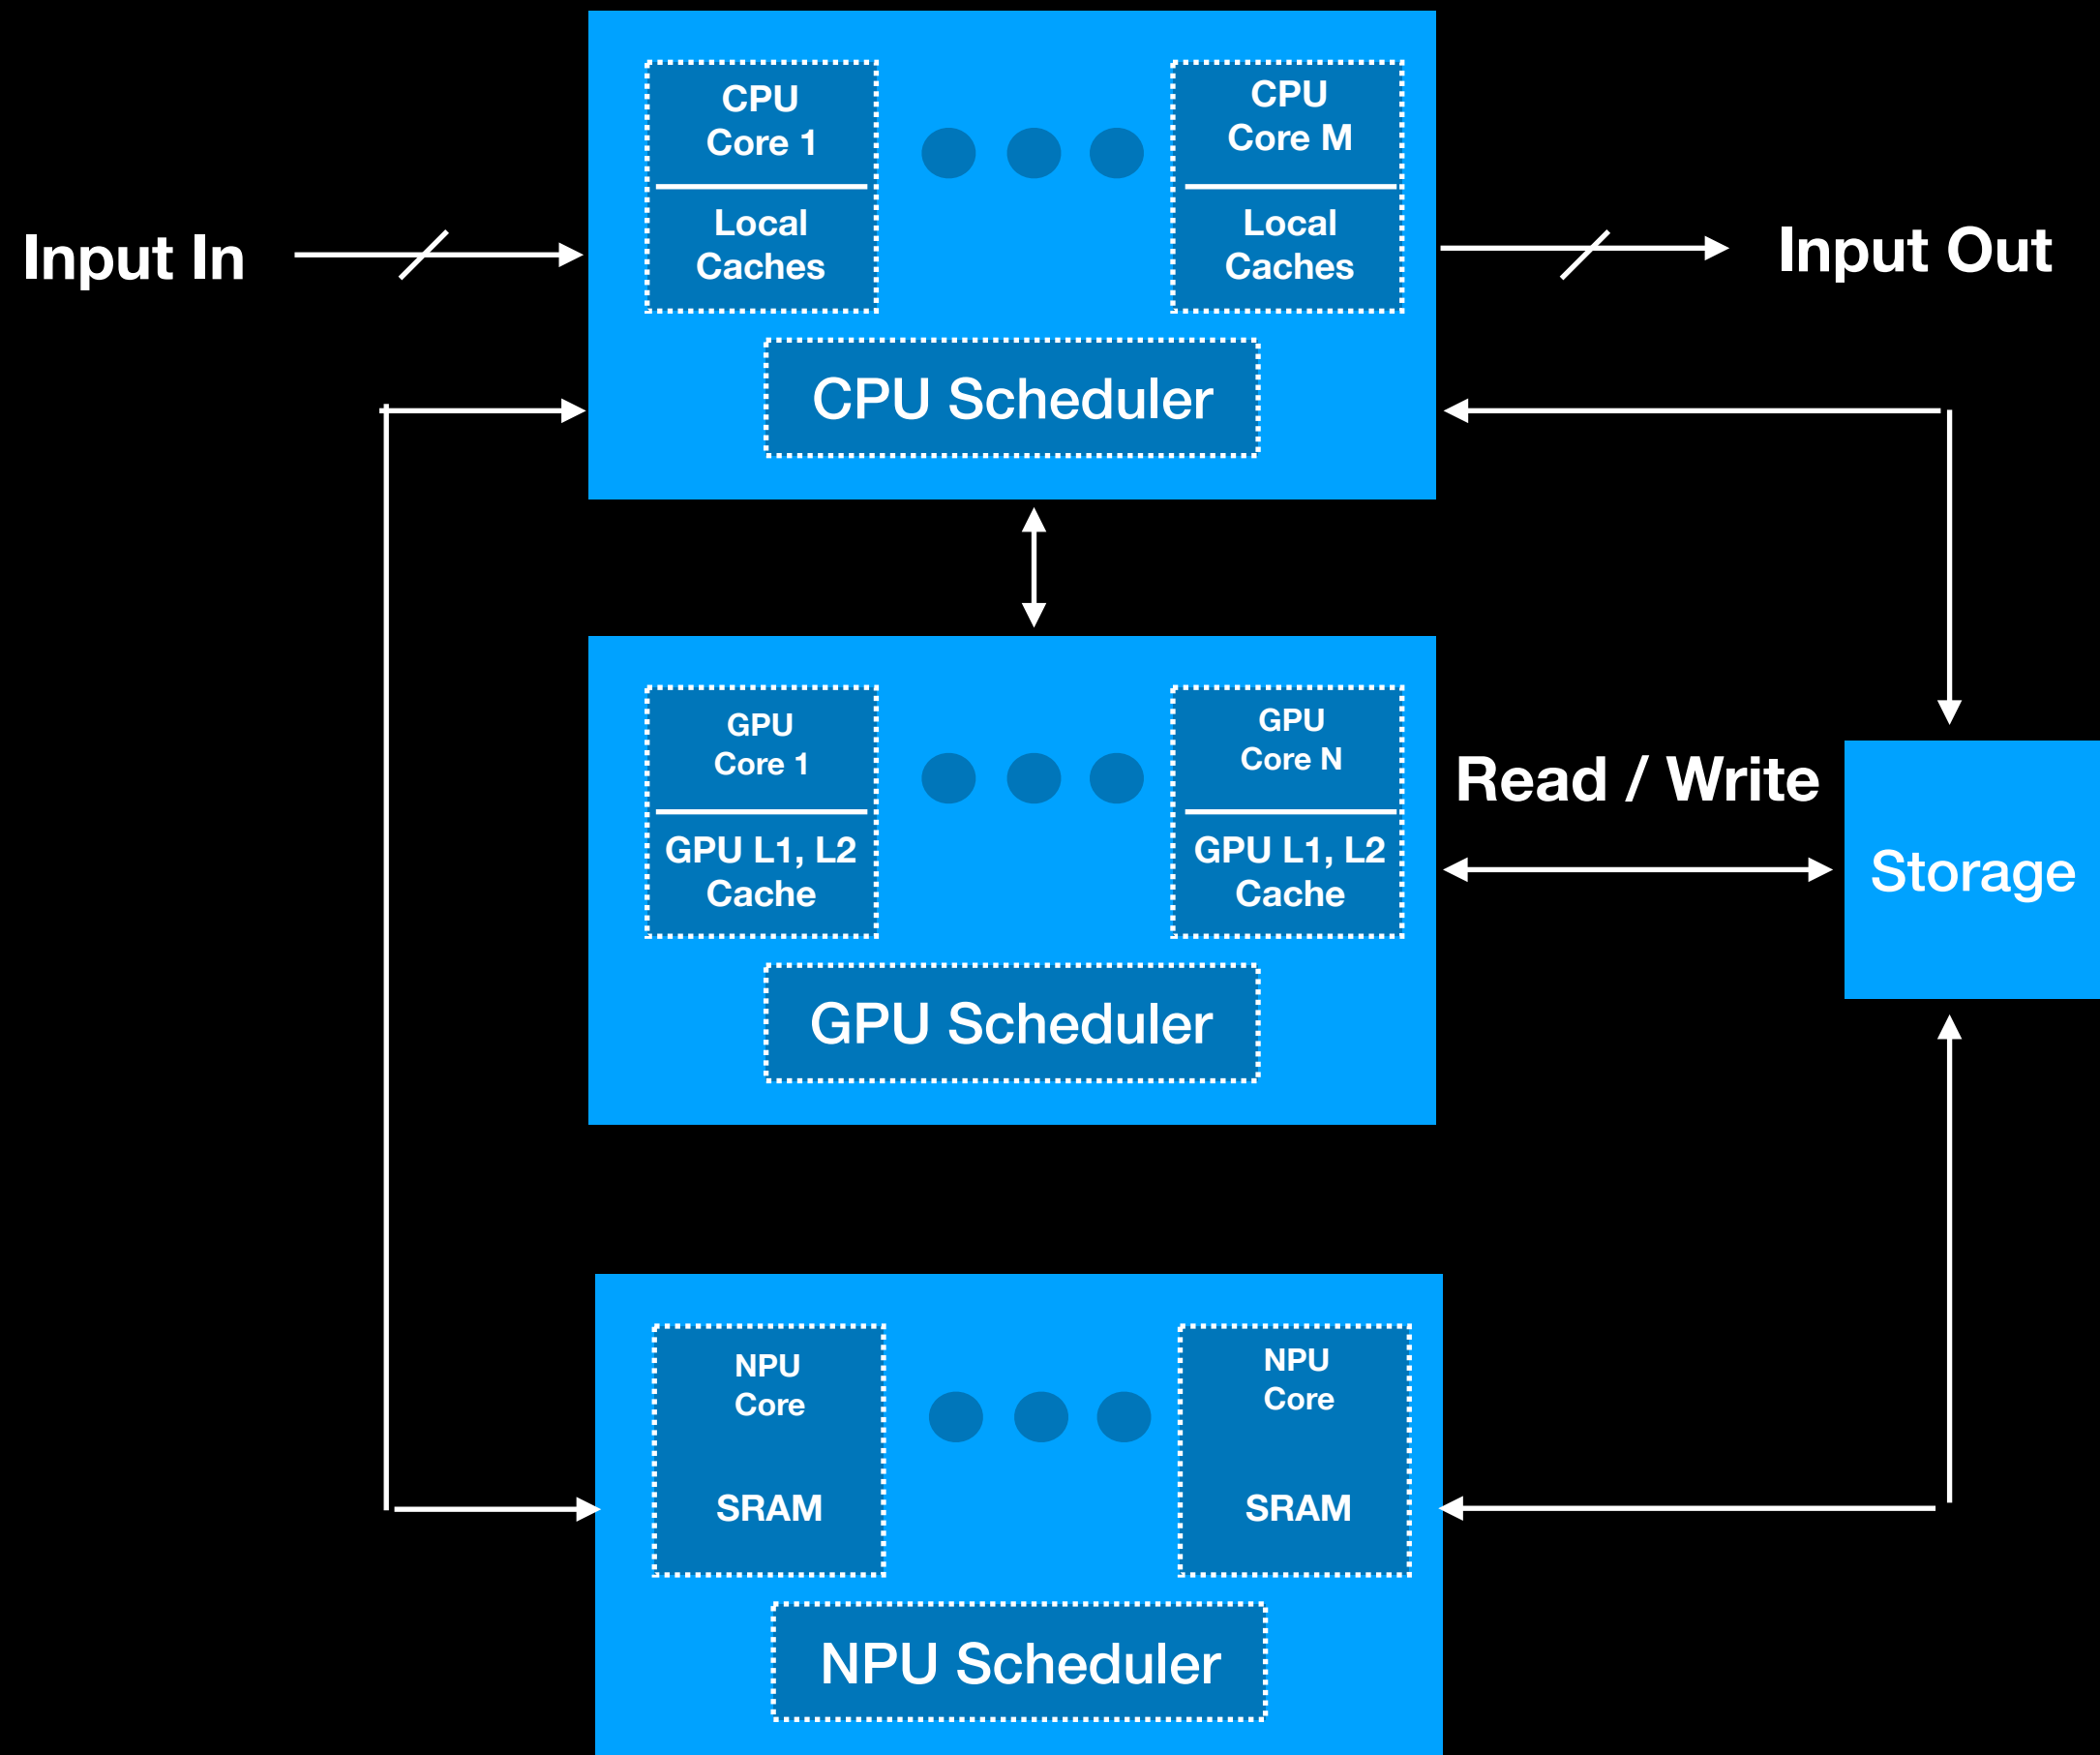 CPU
Core 1
Local
Caches
CPU
Core M
Local
Caches
CPU Scheduler
Input In
Input Out
GPU
Core 1
GPU L1, L2
Cache
GPU
Core N
GPU L1, L2
Cache
GPU Scheduler
Read / Write
Storage
NPU
Core
SRAM
NPU
Core
SRAM
NPU Scheduler